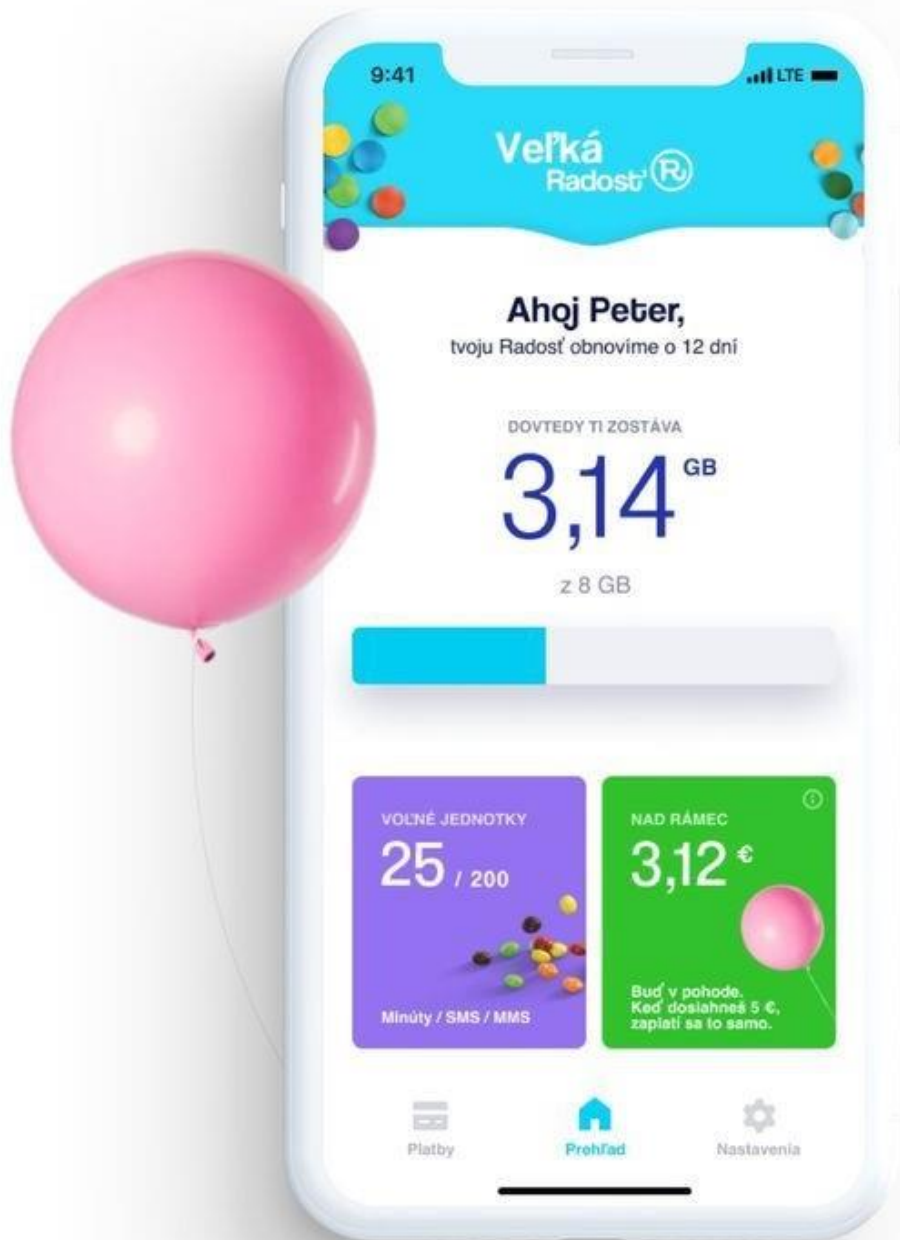 9:41
LTE
Veľká
Radosť R
Ahoj Peter,
tvoju Radosť obnovíme o 12 dní
DOVTEDY TI ZOSTÁVA
3,14 GB
z 8 GB
VOĽNÉ JEDNOTKY
25 / 200
Minúty / SMS / MMS
NAD RÁMEC
3,12 €
Buď v pohode.
Keď dosiahneš 5 €,
zaplatí sa to samo.
Platby
Prehľad
Nastavenia